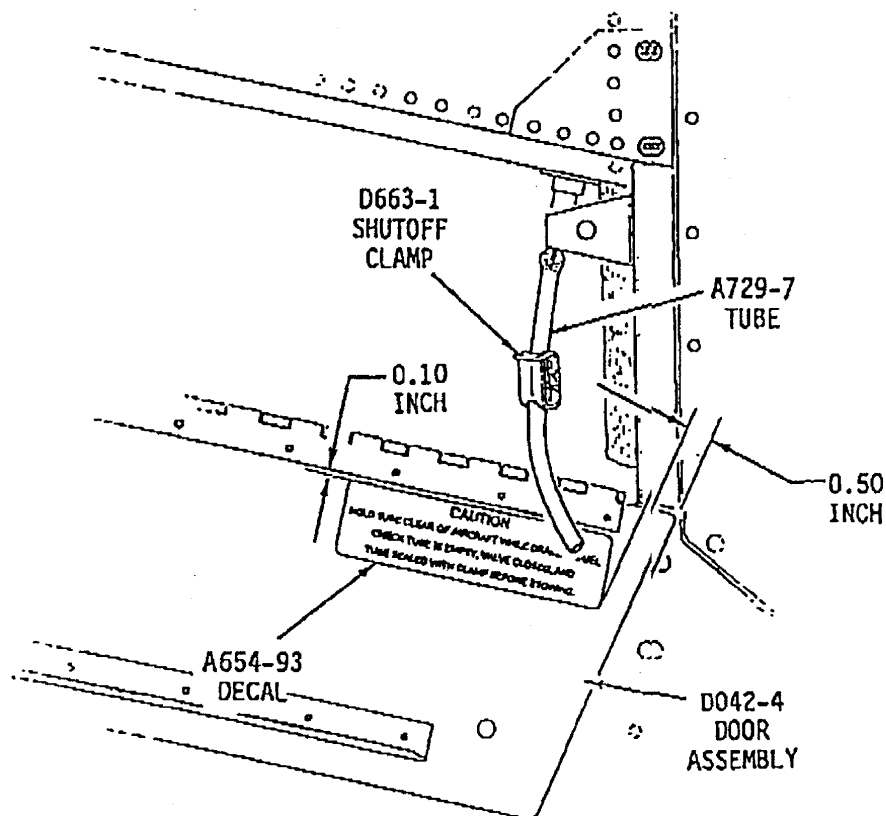 D663-1
SHUTOFF
CLAMP
A729-7
TUBE
0.10
INCH
0.50
INCH
CAUTION
HOLD TUBE CLEAR OF AIRCRAFT WHILE FUEL
CHECK TUBE IS EMPTY, VALVE CLOSED, AND
TUBE SEALED WITH CLAMP BEFORE STOWING.
A654-93
DECAL
D042-4
DOOR
ASSEMBLY